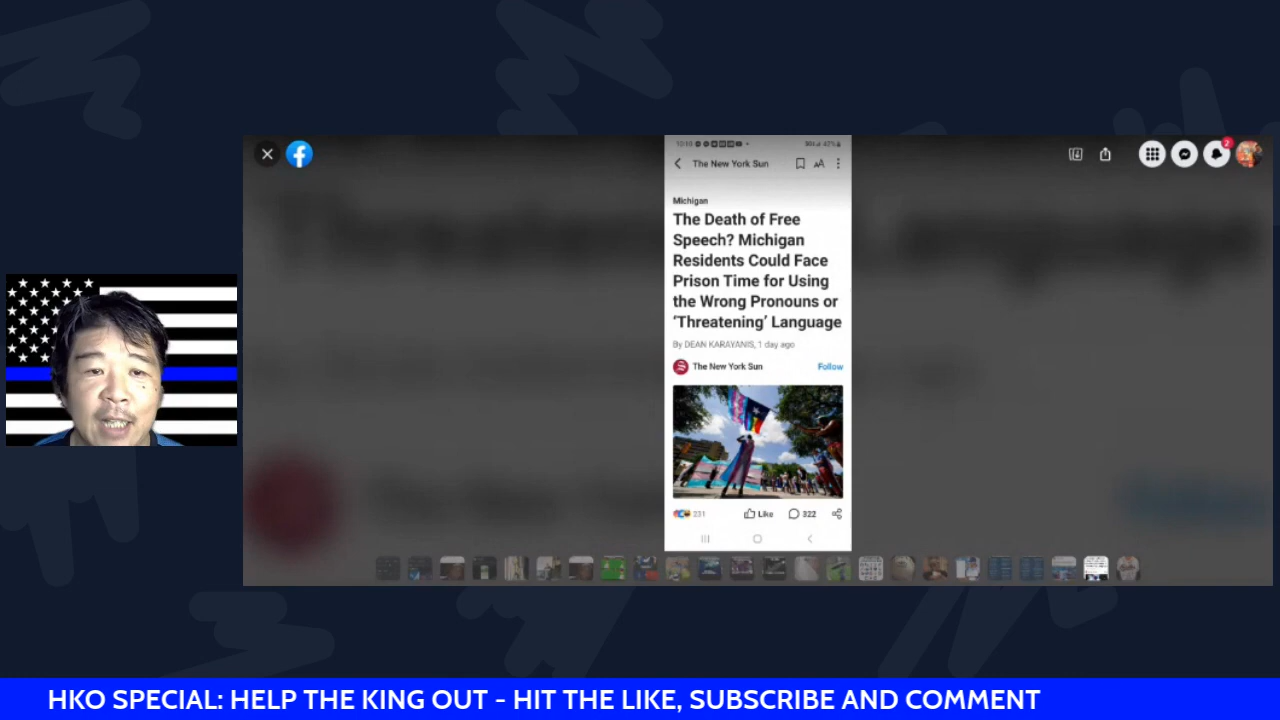 The New York Sun
Michigan
The Death of Free
Speech? Michigan
Residents Could Face
Prison Time for Using
the Wrong Pronouns or
‘Threatening’ Language
By DEAN KARAYANIS, 1 day ago
The New York Sun
Follow
231
Like
322
2
HKO SPECIAL: HELP THE KING OUT - HIT THE LIKE, SUBSCRIBE AND COMMENT